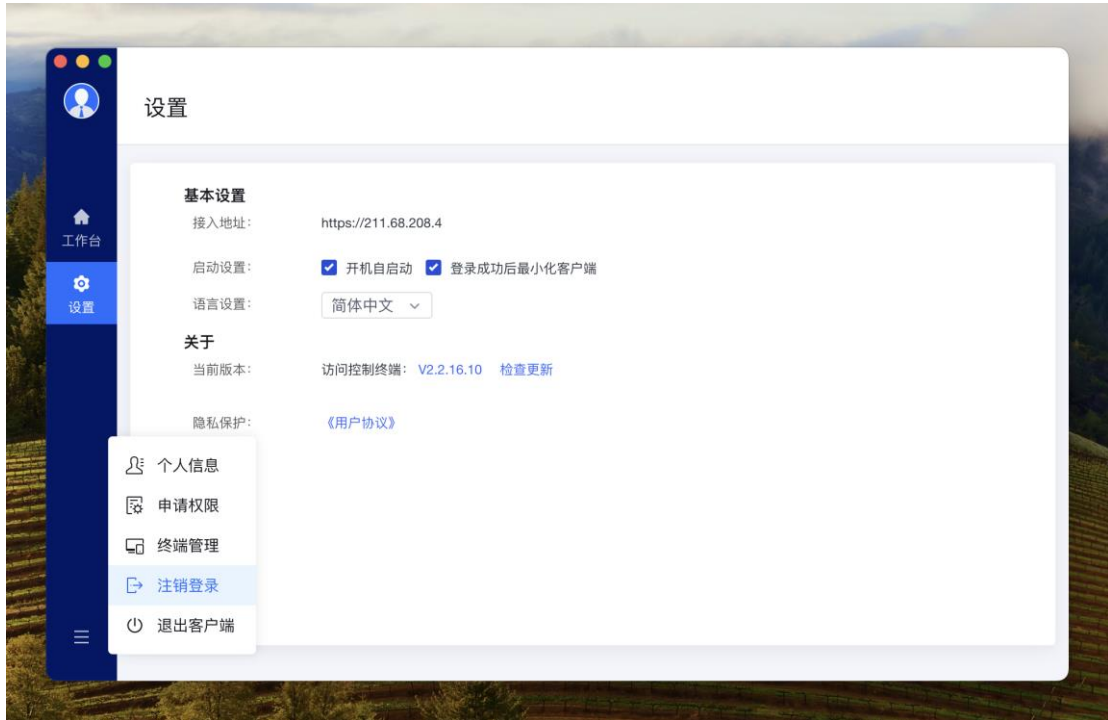 设置
工作台
设置
基本设置
接入地址: https://211.68.208.4
启动设置: 开机自启动 登录成功后最小化客户端
语言设置: 简体中文
关于
当前版本: 访问控制终端: V2.2.16.10 检查更新
隐私保护: 《用户协议》
个人信息
申请权限
终端管理
注销登录
退出客户端